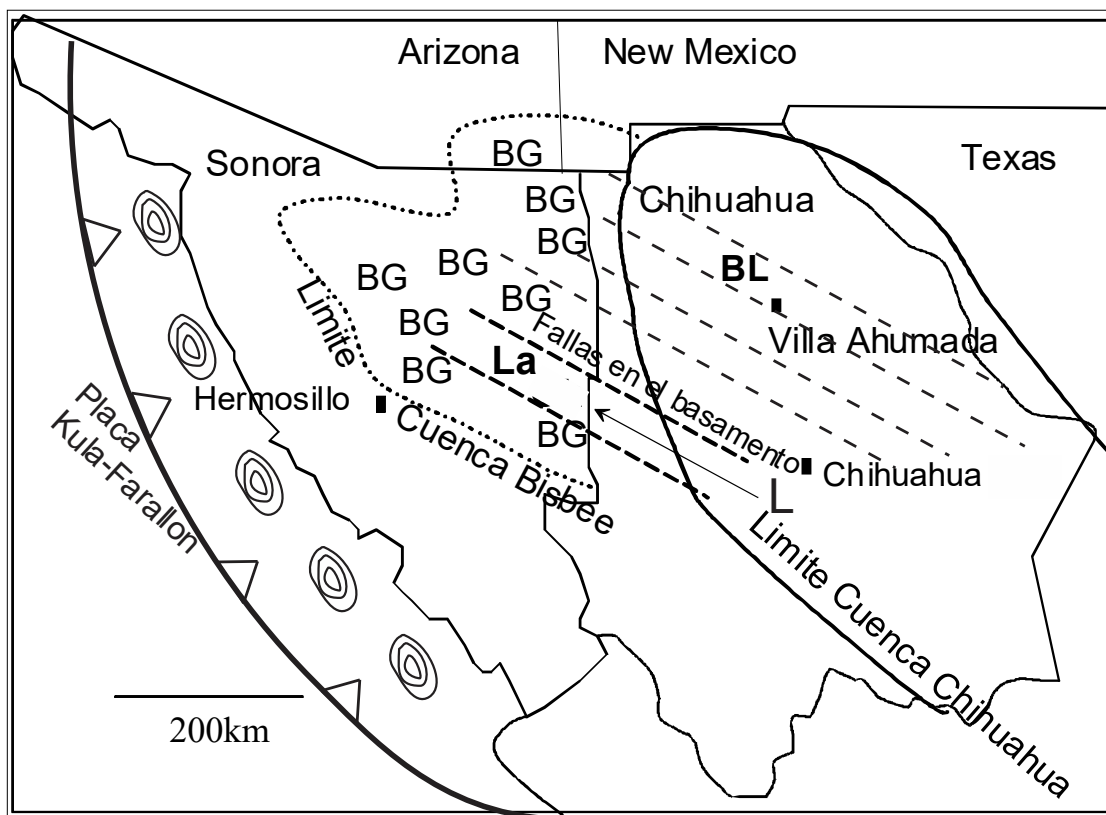 Arizona
New Mexico
Texas
Sonora
BG
BG
Chihuahua
BG
BG
BG
BL
BG
Limite
Villa Ahumada
BG
Fallas en el basamento
La
BG
Hermosillo
Cuenca Bisbee
BG
Chihuahua
L
Placa
Kula-Farallon
Limite Cuenca Chihuahua
200km